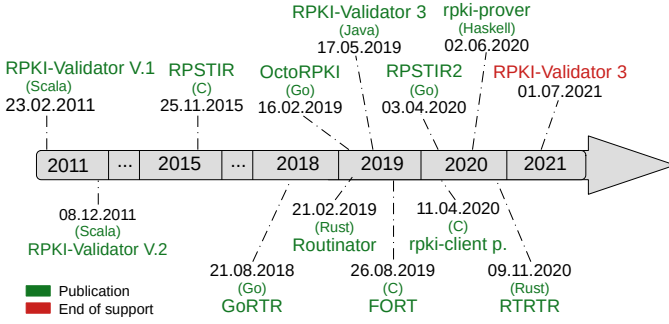 RPKI-Validator 3
(Java)
17.05.2019
rpki-prover
(Haskell)
02.06.2020
RPKI-Validator V.1
(Scala)
23.02.2011
RPSTIR
(C)
25.11.2015
OctoRPKI
(Go)
16.02.2019
RPSTIR2
(Go)
03.04.2020
RPKI-Validator 3
01.07.2021
2011 ... 2015 ... 2018 2019 2020 2021
08.12.2011
(Scala)
RPKI-Validator V.2
21.02.2019
(Rust)
Routinator
11.04.2020
(C)
rpki-client p.
21.08.2018
(Go)
GoRTR
26.08.2019
(C)
FORT
09.11.2020
(Rust)
RTRTR
Publication
End of support